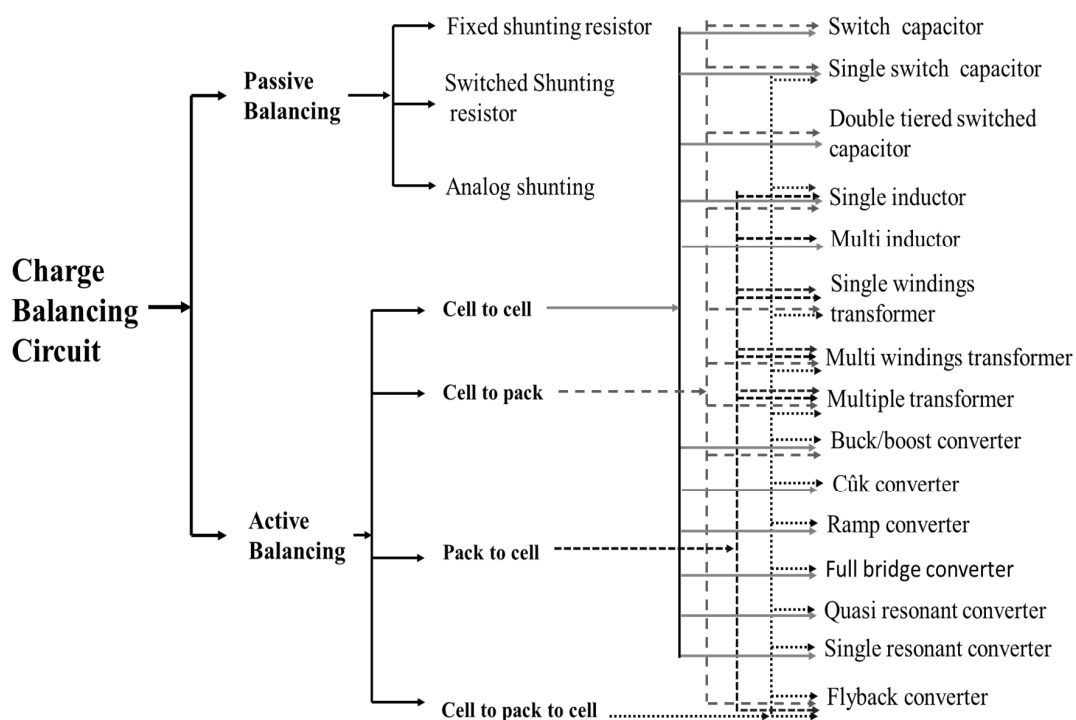 Charge
Balancing
Circuit
Passive
Balancing
Fixed shunting resistor
Switched Shunting
resistor
Analog shunting
Active
Balancing
Cell to cell
Cell to pack
Pack to cell
Cell to pack to cell
Switch capacitor
Single switch capacitor
Double tiered switched
capacitor
Single inductor
Multi inductor
Single windings
transformer
Multi windings transformer
Multiple transformer
Buck/boost converter
Cûk converter
Ramp converter
Full bridge converter
Quasi resonant converter
Single resonant converter
Flyback converter